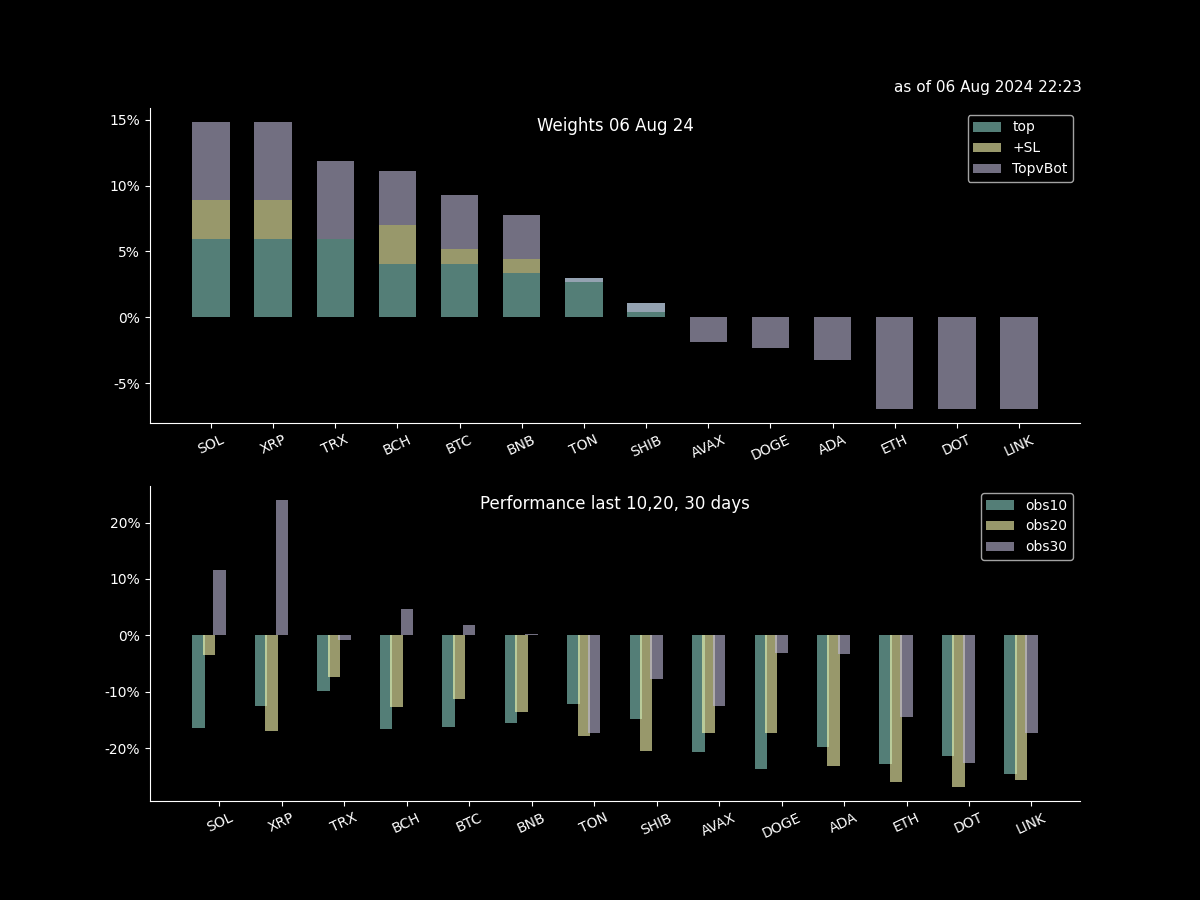 as of 06 Aug 2024 22:23
Weights 06 Aug 24
15%
10%
5%
0%
-5%
top
+SL
TopvBot
SOL XRP TRX BCH BTC BNB TON SHIB AVAX DOGE ADA ETH DOT LINK
Performance last 10,20, 30 days
20%
10%
0%
-10%
-20%
obs10
obs20
obs30
SOL XRP TRX BCH BTC BNB TON SHIB AVAX DOGE ADA ETH DOT LINK